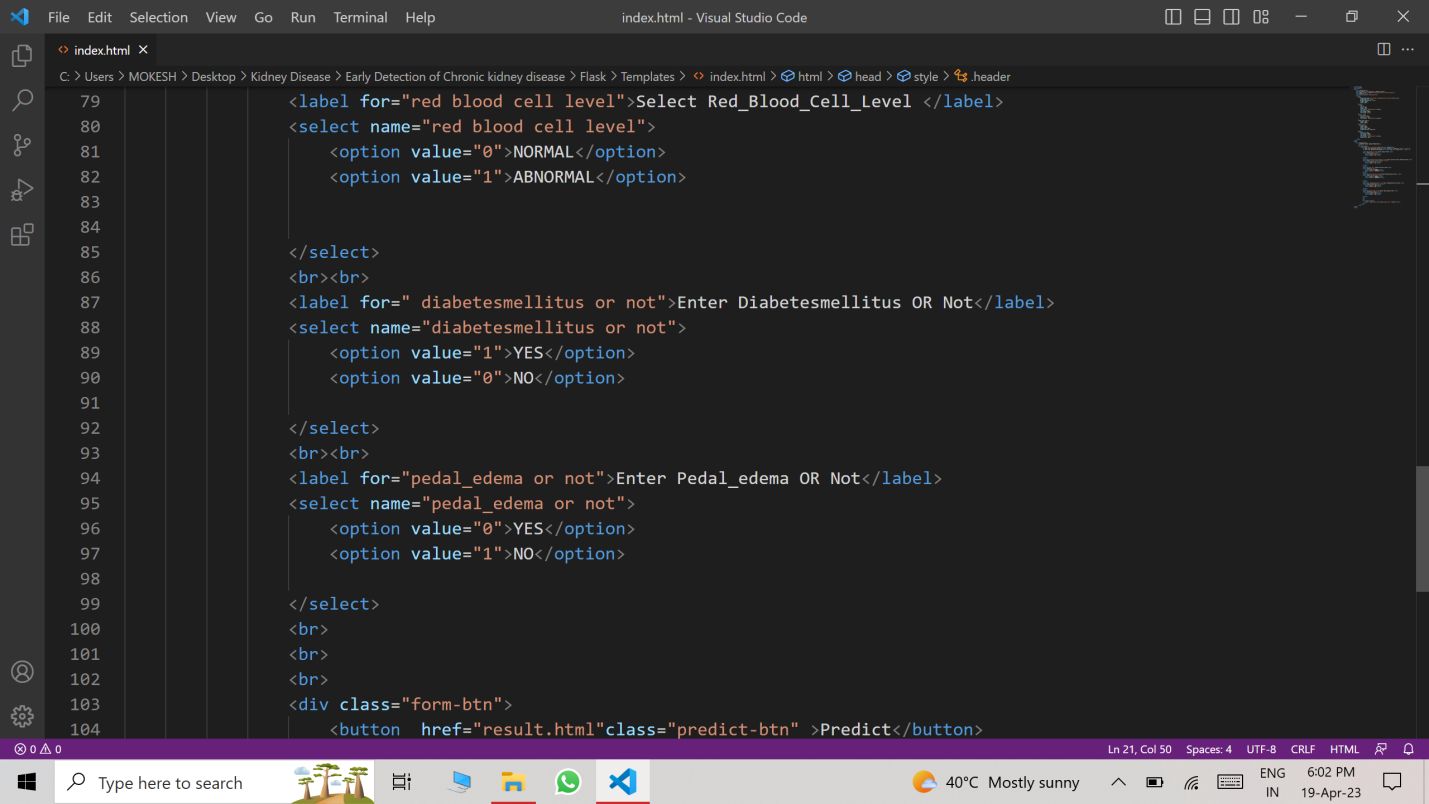 File Edit Selection View Go Run Terminal Help index.html - Visual Studio Code
index.html
C: > Users > MOKESH > Desktop > Kidney Disease > Early Detection of Chronic kidney disease > Flask > Templates > index.html > html > head > style > .header
79 <label for="red blood cell level">Select Red_Blood_Cell_Level </label>
80 <select name="red blood cell level">
81 <option value="0">NORMAL</option>
82 <option value="1">ABNORMAL</option>
83
84
85 </select>
86 <br><br>
87 <label for=" diabetesmellitus or not">Enter Diabetesmellitus OR Not</label>
88 <select name="diabetesmellitus or not">
89 <option value="1">YES</option>
90 <option value="0">NO</option>
91
92 </select>
93 <br><br>
94 <label for="pedal_edema or not">Enter Pedal_edema OR Not</label>
95 <select name="pedal_edema or not">
96 <option value="0">YES</option>
97 <option value="1">NO</option>
98
99 </select>
100 <br>
101 <br>
102 <br>
103 <div class="form-btn">
104 <button  href="result.html"class="predict-btn" >Predict</button>
0 0 Ln 21, Col 50 Spaces: 4 UTF-8 CRLF HTML
Type here to search 40°C Mostly sunny ENG IN 6:02 PM 19-Apr-23